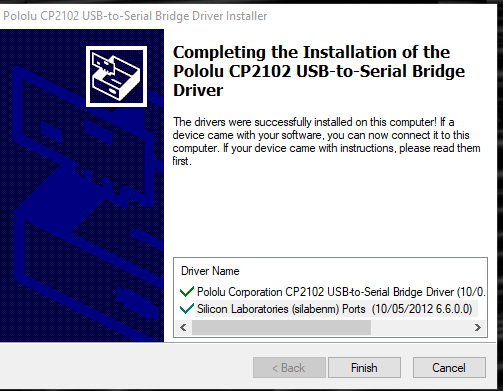 Pololu CP2102 USB-to-Serial Bridge Driver Installer
Completing the Installation of the
Pololu CP2102 USB-to-Serial Bridge
Driver
The drivers were successfully installed on this computer! If a
device came with your software, you can now connect it to this
computer. If your device came with instructions, please read them
first.
Driver Name
Pololu Corporation CP2102 USB-to-Serial Bridge Driver (10/0.
Silicon Laboratories (silabenm) Ports (10/05/2012 6.6.0.0)
< Back
Finish
Cancel